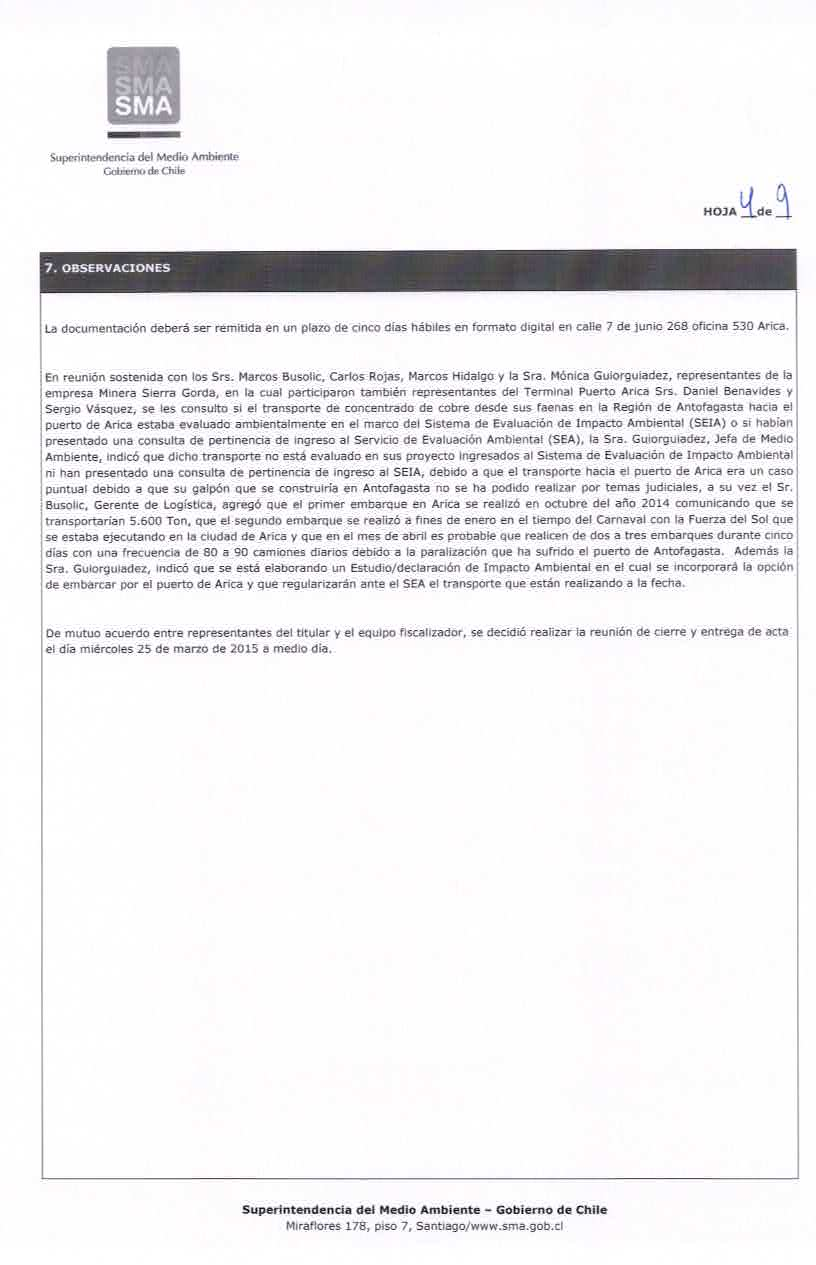 SMA
SMA
SMA
Superintendencia del Medio Ambiente
Gobierno de Chile
HOJA 4 de 9
7. OBSERVACIONES
La documentación deberá ser remitida en un plazo de cinco días hábiles en formato digital en calle 7 de junio 268 oficina 530 Arica.
En reunión sostenida con los Srs. Marcos Busolic, Carlos Rojas, Marcos Hidalgo y la Sra. Mónica Guiorguiadez, representantes de la
empresa Minera Sierra Gorda, en la cual participaron también representantes del Terminal Puerto Arica Srs. Daniel Benavides y
Sergio Vásquez, se les consulto si el transporte de concentrado de cobre desde sus faenas en la Región de Antofagasta hacia el
puerto de Arica estaba evaluado ambientalmente en el marco del Sistema de Evaluación de Impacto Ambiental (SEIA) o si habían
presentado una consulta de pertinencia de ingreso al Servicio de Evaluación Ambiental (SEA), la Sra. Guiorguiadez, Jefa de Medio
Ambiente, indicó que dicho transporte no está evaluado en sus proyecto ingresados al Sistema de Evaluación de Impacto Ambiental
ni han presentado una consulta de pertinencia de ingreso al SEIA, debido a que el transporte hacia el puerto de Arica era un caso
puntual debido a que su galpón que se construiría en Antofagasta no se ha podido realizar por temas judiciales, a su vez el Sr.
Busolic, Gerente de Logística, agregó que el primer embarque en Arica se realizó en octubre del año 2014 comunicando que se
transportarían 5.600 Ton, que el segundo embarque se realizó a fines de enero en el tiempo del Carnaval con la Fuerza del Sol que
se estaba ejecutando en la ciudad de Arica y que en el mes de abril es probable que realicen de dos a tres embarques durante cinco
días con una frecuencia de 80 a 90 camiones diarios debido a la paralización que ha sufrido el puerto de Antofagasta. Además la
Sra. Guiorguiadez, indicó que se está elaborando un Estudio/declaración de Impacto Ambiental en el cual se incorporará la opción
de embarcar por el puerto de Arica y que regularizarán ante el SEA el transporte que están realizando a la fecha.
De mutuo acuerdo entre representantes del titular y el equipo fiscalizador, se decidió realizar la reunión de cierre y entrega de acta
el día miércoles 25 de marzo de 2015 a medio día.
Superintendencia del Medio Ambiente – Gobierno de Chile
Miraflores 178, piso 7, Santiago/www.sma.gob.cl